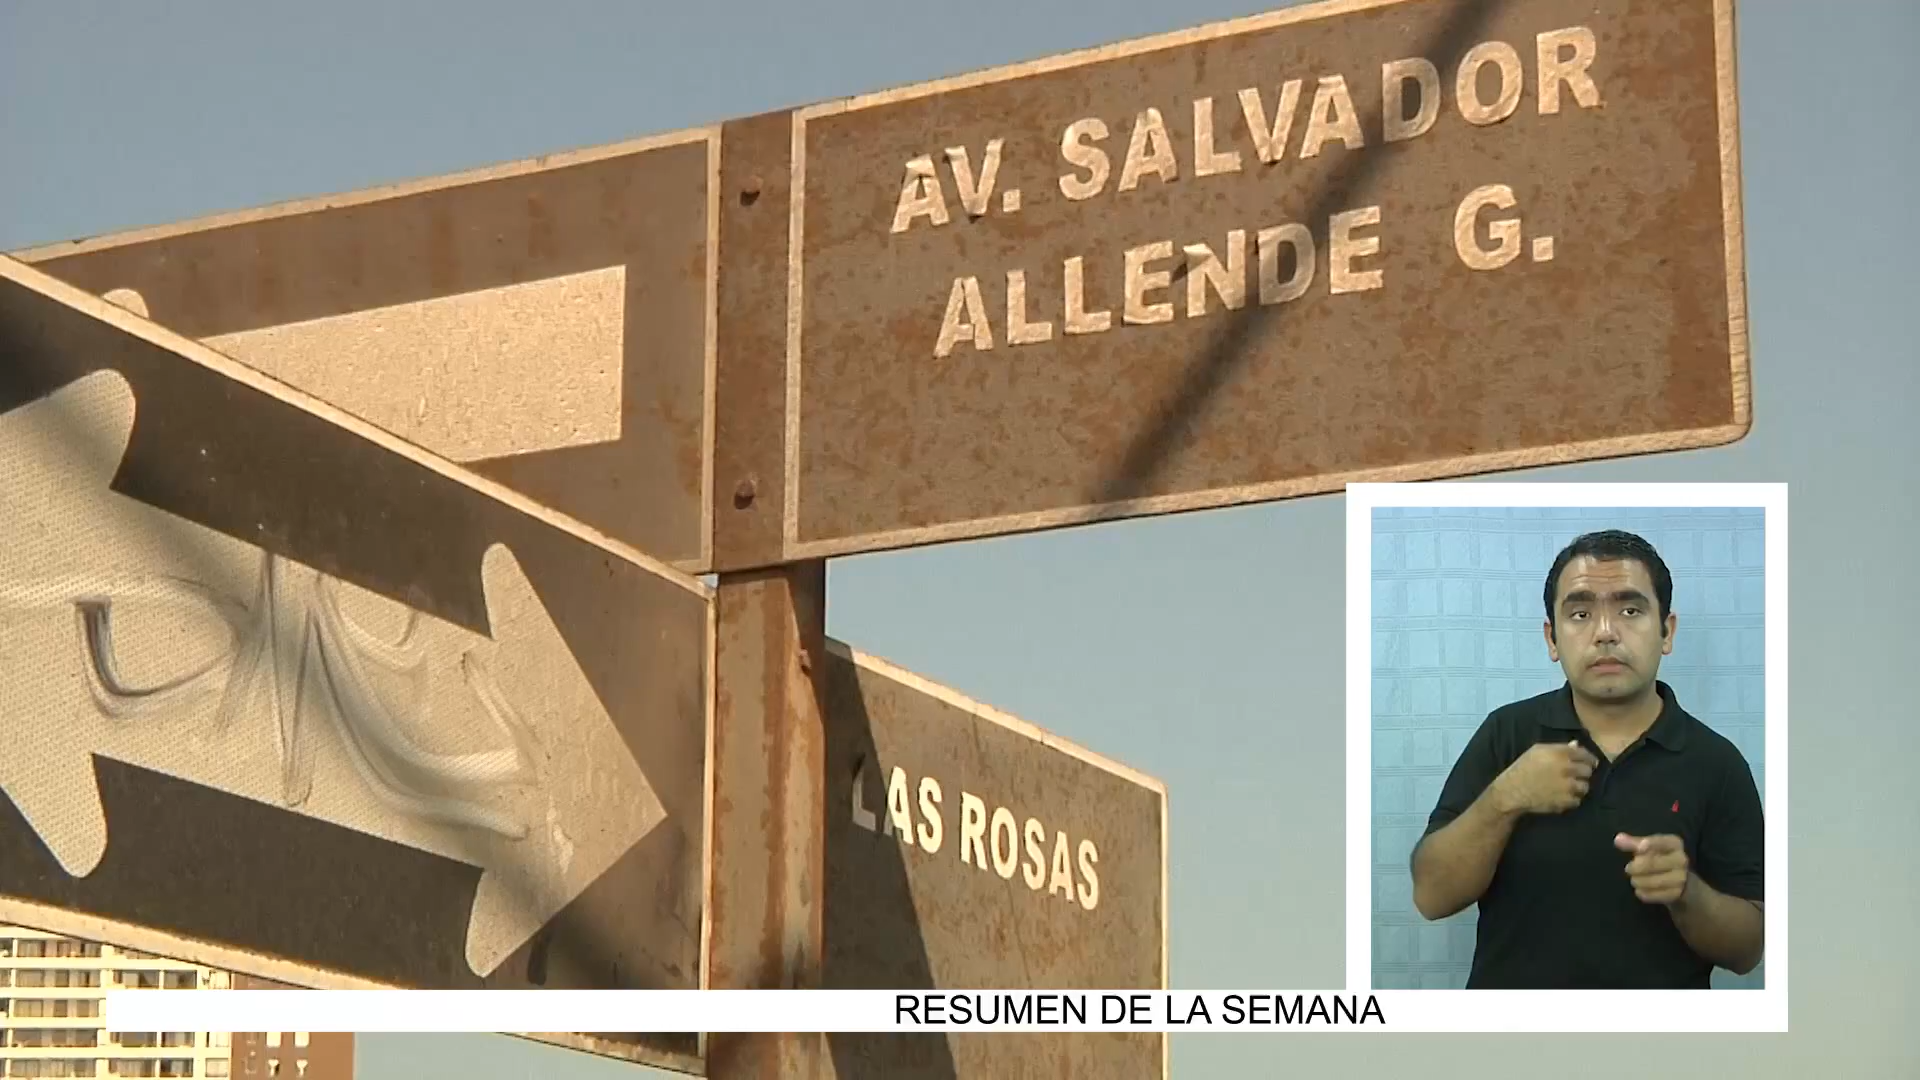 AV. SALVADOR
ALLENDE G.
LAS ROSAS
RESUMEN DE LA SEMANA